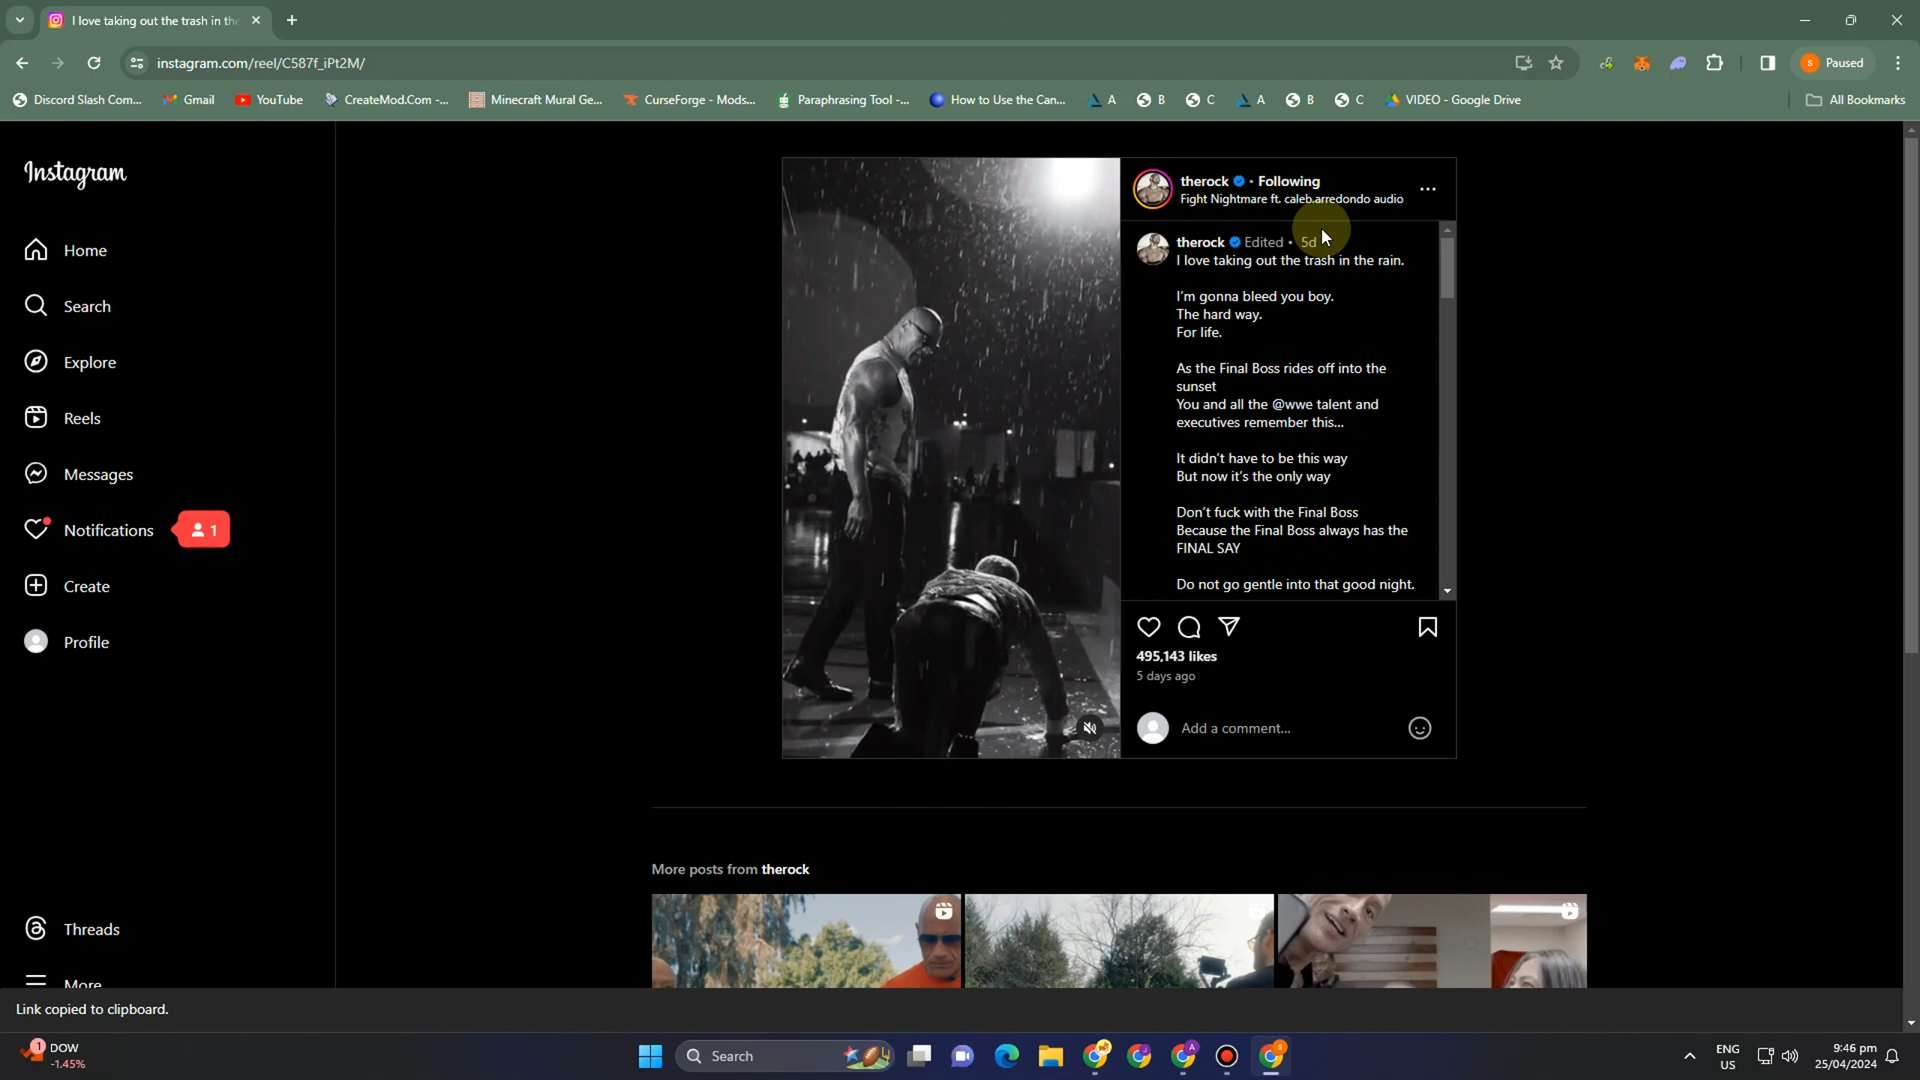 I love taking out the trash in the
instagram.com/reel/C587f_iPt2M/
S
Paused
Discord Slash Com...
Gmail
YouTube
CreateMod.Com -...
Minecraft Mural Ge...
CurseForge - Mods...
Paraphrasing Tool -...
How to Use the Can...
A
B
C
A
B
C
VIDEO - Google Drive
All Bookmarks
Instagram
Home
Search
Explore
Reels
Messages
Notifications
1
Create
Profile
Threads
More
therock • Following
Fight Nightmare ft. caleb.arredondo audio
therock Edited • 5d
I love taking out the trash in the rain.
I'm gonna bleed you boy.
The hard way.
For life.
As the Final Boss rides off into the
sunset
You and all the @wwe talent and
executives remember this...
It didn't have to be this way
But now it's the only way
Don't fuck with the Final Boss
Because the Final Boss always has the
FINAL SAY
Do not go gentle into that good night.
495,143 likes
5 days ago
Add a comment...
More posts from therock
Link copied to clipboard.
1
DOW
-1.45%
Search
J
A
S
ENG
US
9:46 pm
25/04/2024